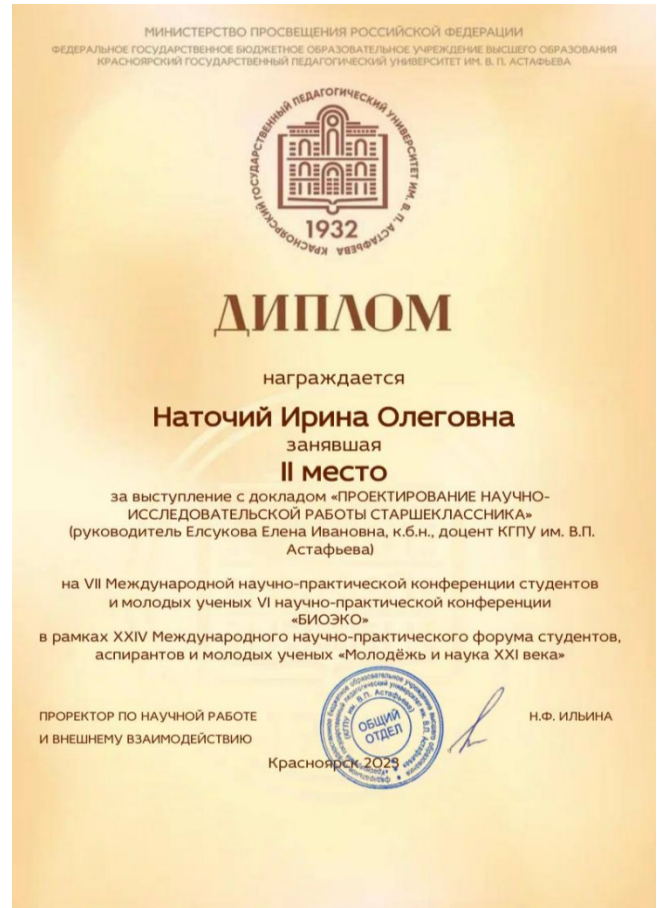 МИНИСТЕРСТВО ПРОСВЕЩЕНИЯ РОССИЙСКОЙ ФЕДЕРАЦИИ
ФЕДЕРАЛЬНОЕ ГОСУДАРСТВЕННОЕ БЮДЖЕТНОЕ ОБРАЗОВАТЕЛЬНОЕ УЧРЕЖДЕНИЕ ВЫСШЕГО ОБРАЗОВАНИЯ
КРАСНОЯРСКИЙ ГОСУДАРСТВЕННЫЙ ПЕДАГОГИЧЕСКИЙ УНИВЕРСИТЕТ ИМ. В. П. АСТАФЬЕВА
КРАСНОЯРСКИЙ ГОСУДАРСТВЕННЫЙ ПЕДАГОГИЧЕСКИЙ УНИВЕРСИТЕТ ИМ. В. П. АСТАФЬЕВА
1932
ДИПЛОМ
награждается
Наточий Ирина Олеговна
занявшая
II место
за выступление с докладом «ПРОЕКТИРОВАНИЕ НАУЧНО-
ИССЛЕДОВАТЕЛЬСКОЙ РАБОТЫ СТАРШЕКЛАССНИКА»
(руководитель Елсукова Елена Ивановна, к.б.н., доцент КГПУ им. В.П.
Астафьева)
на VII Международной научно-практической конференции студентов
и молодых ученых VI научно-практической конференции
«БИОЭКО»
в рамках XXIV Международного научно-практического форума студентов,
аспирантов и молодых ученых «Молодёжь и наука XXI века»
ПРОРЕКТОР ПО НАУЧНОЙ РАБОТЕ
И ВНЕШНЕМУ ВЗАИМОДЕЙСТВИЮ
Н.Ф. ИЛЬИНА
(КГПУ им. В.П. Астафьева)
ОБЩИЙ
ОТДЕЛ
Красноярск 2023